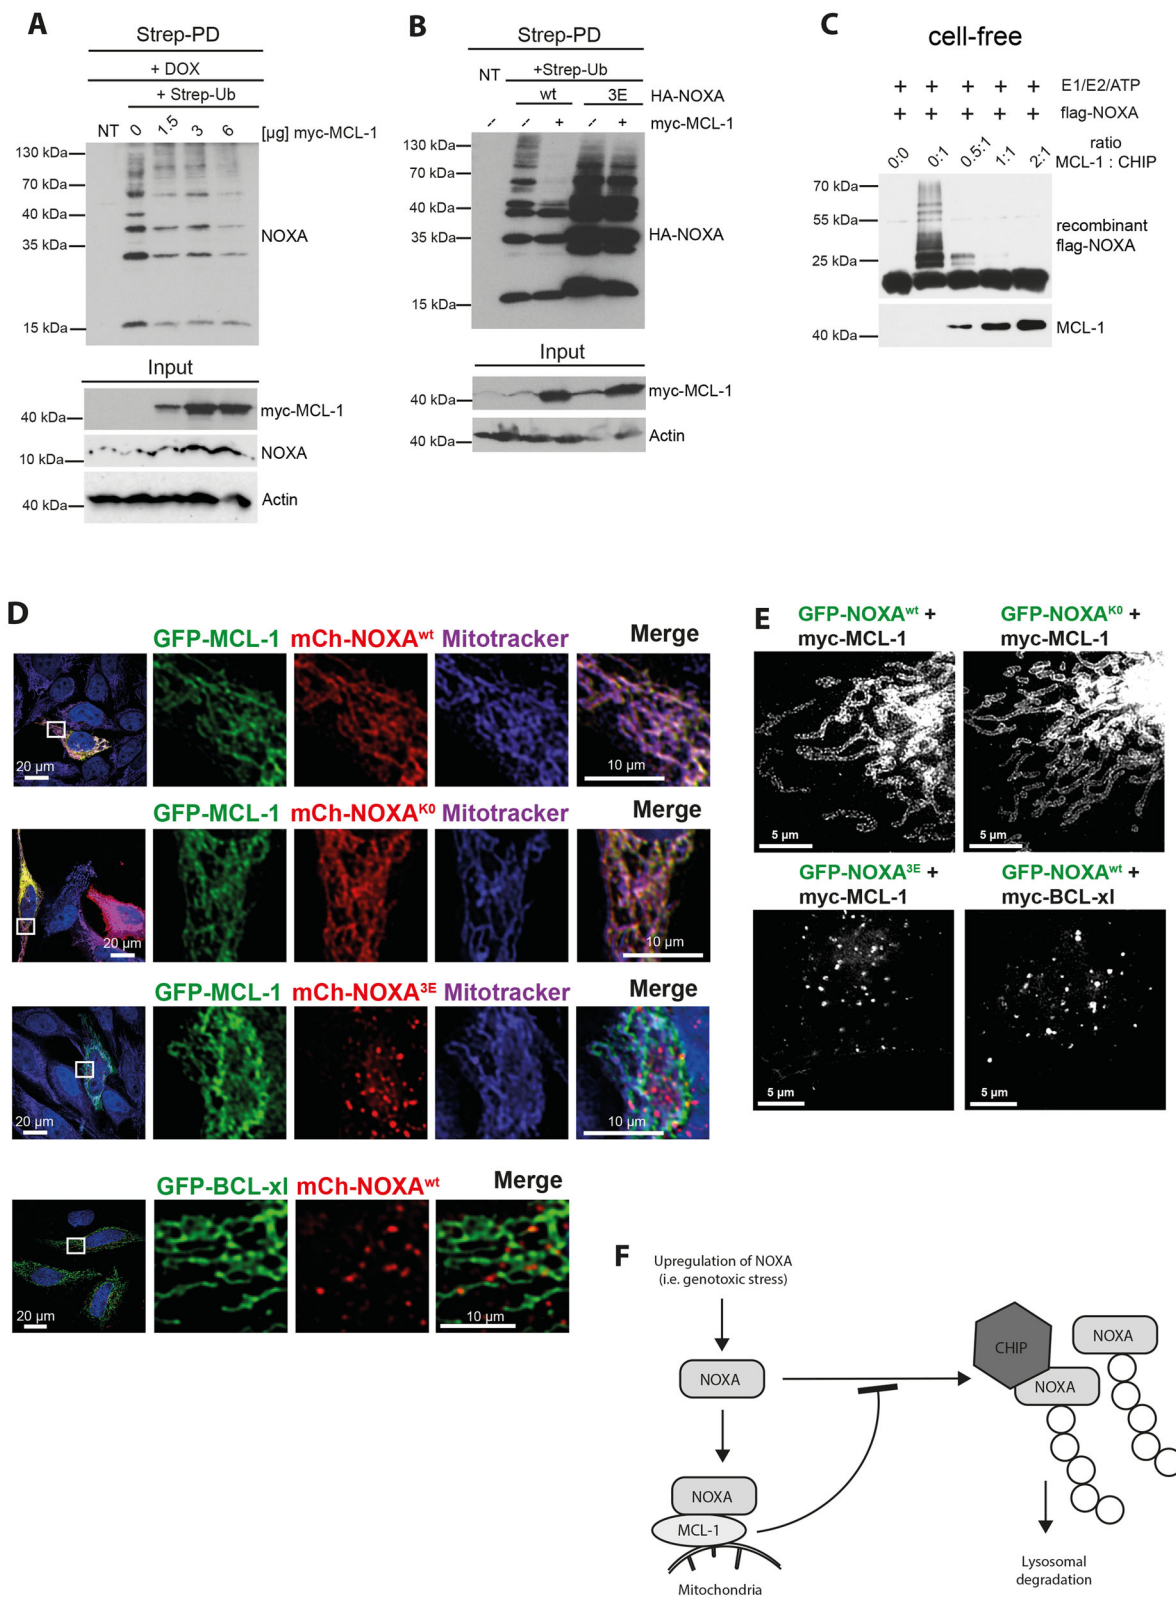 A
Strep-PD
+ DOX
+ Strep-Ub
NT 0 1.5 3 6 [µg] myc-MCL-1
130 kDa
70 kDa
40 kDa
35 kDa
15 kDa
NOXA
Input
40 kDa
myc-MCL-1
10 kDa
NOXA
40 kDa
Actin
B
Strep-PD
NT +Strep-Ub
wt 3E HA-NOXA
-- -- + -- + myc-MCL-1
130 kDa
70 kDa
40 kDa
35 kDa
15 kDa
HA-NOXA
Input
40 kDa
myc-MCL-1
40 kDa
Actin
C
cell-free
+ + + + + E1/E2/ATP
+ + + + + flag-NOXA
0:0 0:1 0.5:1 1:1 2:1 ratio
MCL-1 : CHIP
70 kDa
55 kDa
25 kDa
recombinant
flag-NOXA
40 kDa
MCL-1
D
GFP-MCL-1 mCh-NOXAwt Mitotracker Merge
20 µm
10 µm
GFP-MCL-1 mCh-NOXAK0 Mitotracker Merge
20 µm
10 µm
GFP-MCL-1 mCh-NOXA3E Mitotracker Merge
20 µm
10 µm
GFP-BCL-xl mCh-NOXAwt Merge
20 µm
10 µm
E
GFP-NOXAwt +
myc-MCL-1
5 µm
GFP-NOXAK0 +
myc-MCL-1
5 µm
GFP-NOXA3E +
myc-MCL-1
5 µm
GFP-NOXAwt +
myc-BCL-xl
5 µm
F
Upregulation of NOXA
(i.e. genotoxic stress)
NOXA
NOXA
MCL-1
Mitochondria
CHIP
NOXA
NOXA
Lysosomal
degradation